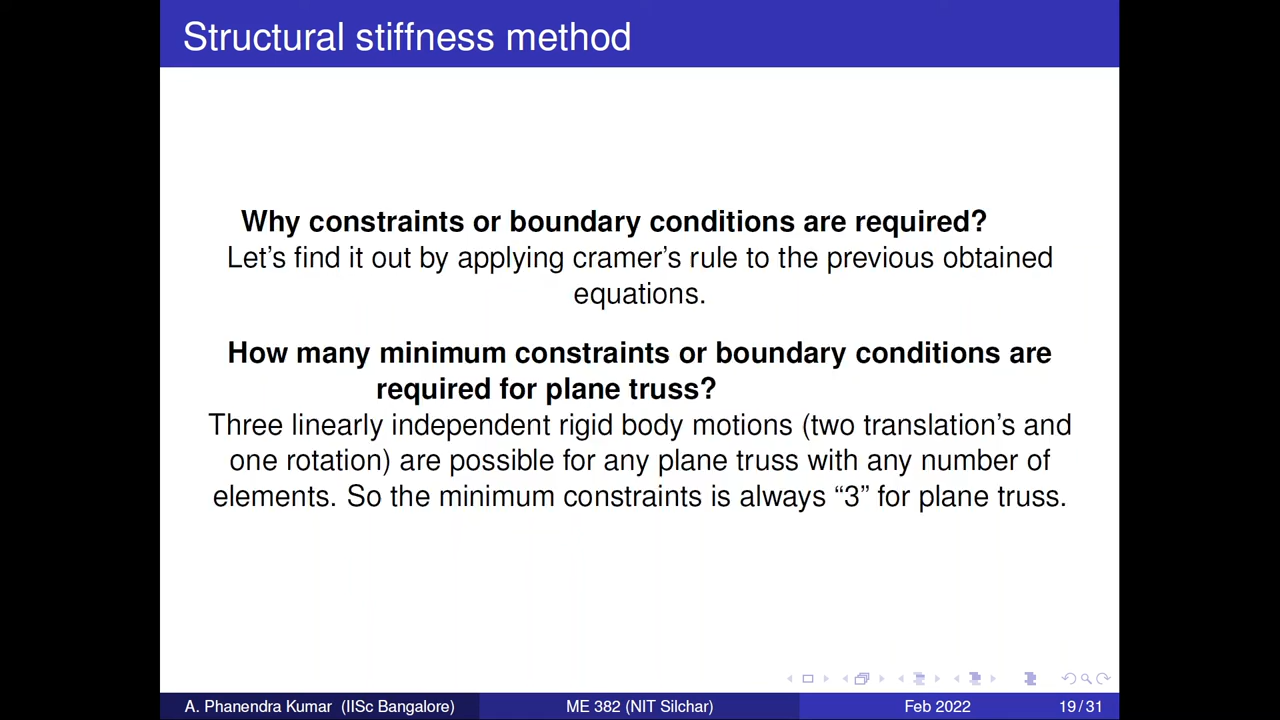 Structural stiffness method
Why constraints or boundary conditions are required?
Let's find it out by applying cramer's rule to the previous obtained
equations.
How many minimum constraints or boundary conditions are
required for plane truss?
Three linearly independent rigid body motions (two translation's and
one rotation) are possible for any plane truss with any number of
elements. So the minimum constraints is always “3” for plane truss.
A. Phanendra Kumar (IISc Bangalore) ME 382 (NIT Silchar) Feb 2022 19/31